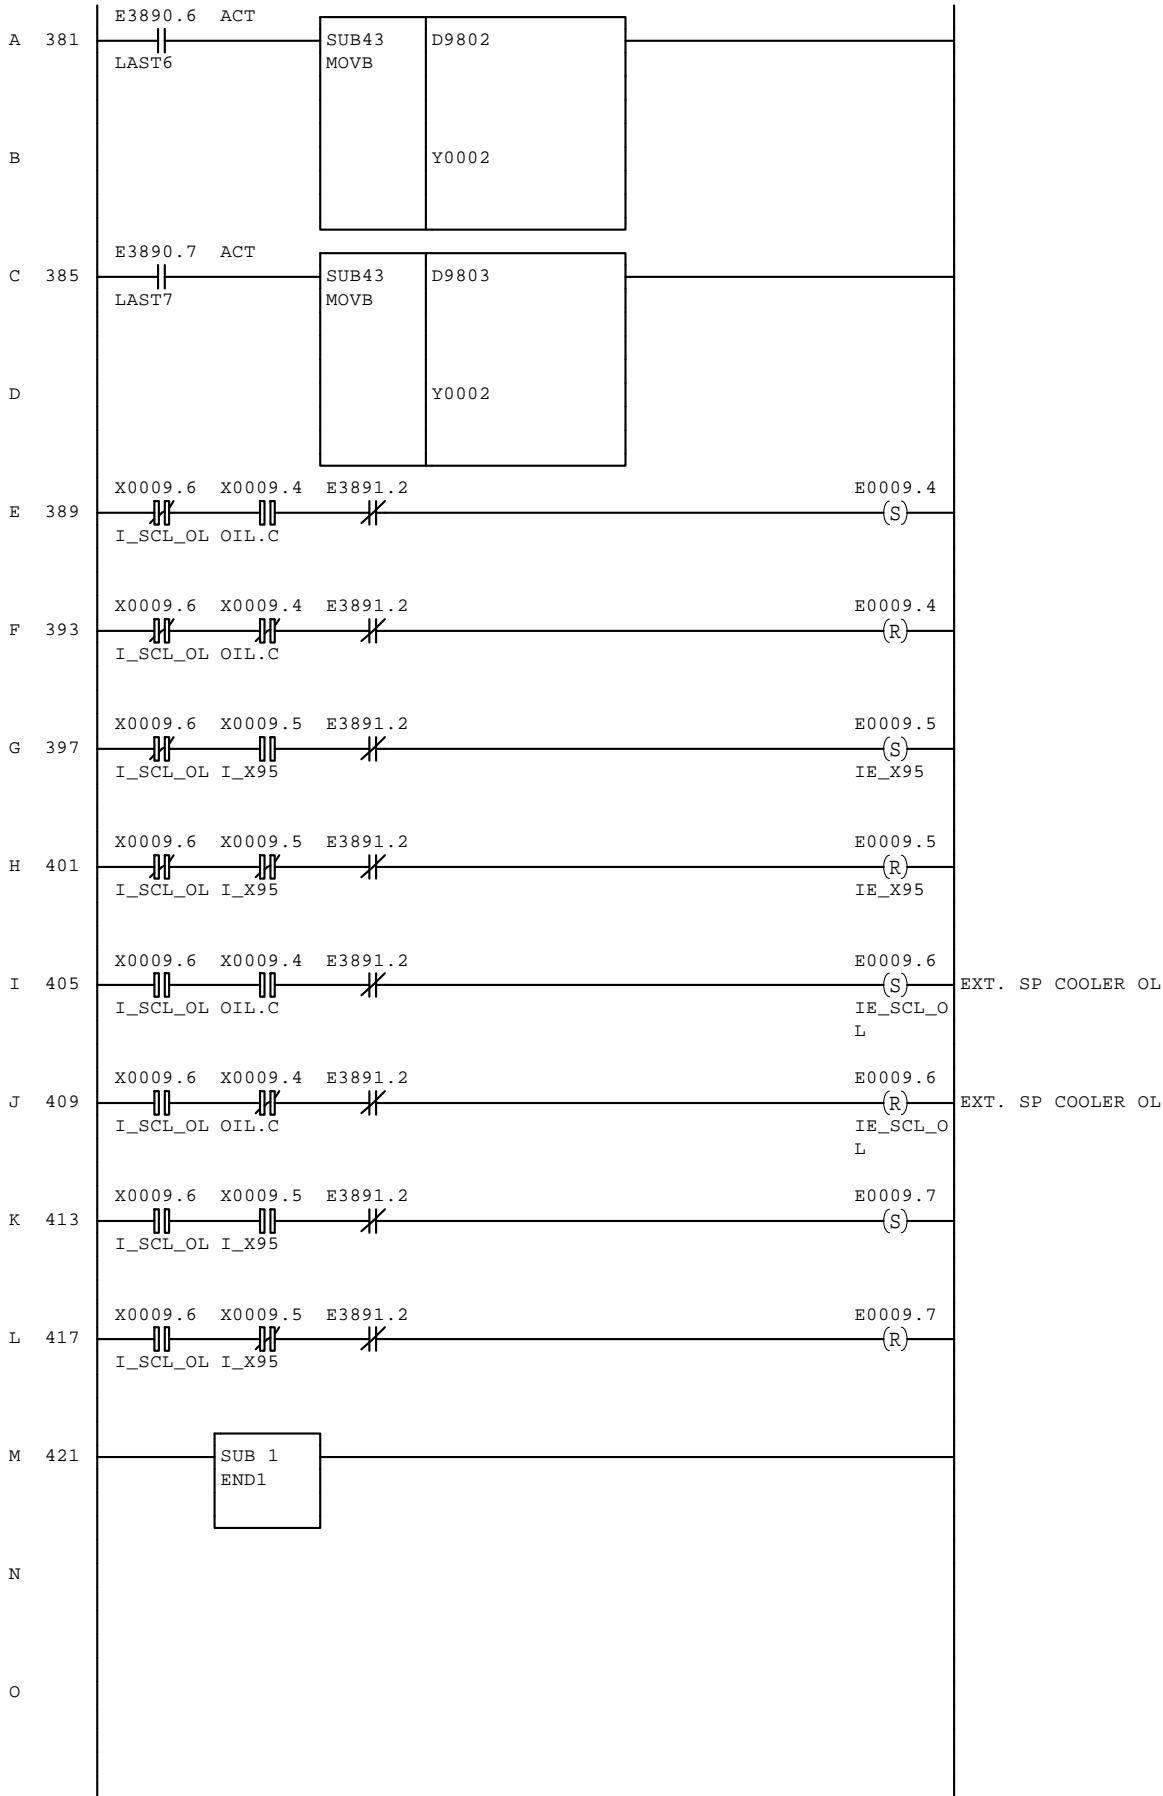 E3890.6 ACT
A 381 SUB43 D9802
LAST6 MOVB
B Y0002
E3890.7 ACT
C 385 SUB43 D9803
LAST7 MOVB
D Y0002
X0009.6 X0009.4 E3891.2 E0009.4
E 389 (S)
I_SCL_OL OIL.C
X0009.6 X0009.4 E3891.2 E0009.4
F 393 (R)
I_SCL_OL OIL.C
X0009.6 X0009.5 E3891.2 E0009.5
G 397 (S)
I_SCL_OL I_X95 IE_X95
X0009.6 X0009.5 E3891.2 E0009.5
H 401 (R)
I_SCL_OL I_X95 IE_X95
X0009.6 X0009.4 E3891.2 E0009.6
I 405 (S) EXT. SP COOLER OL
I_SCL_OL OIL.C IE_SCL_O
L
X0009.6 X0009.4 E3891.2 E0009.6
J 409 (R) EXT. SP COOLER OL
I_SCL_OL OIL.C IE_SCL_O
L
X0009.6 X0009.5 E3891.2 E0009.7
K 413 (S)
I_SCL_OL I_X95
X0009.6 X0009.5 E3891.2 E0009.7
L 417 (R)
I_SCL_OL I_X95
M 421 SUB 1
END1
N
O